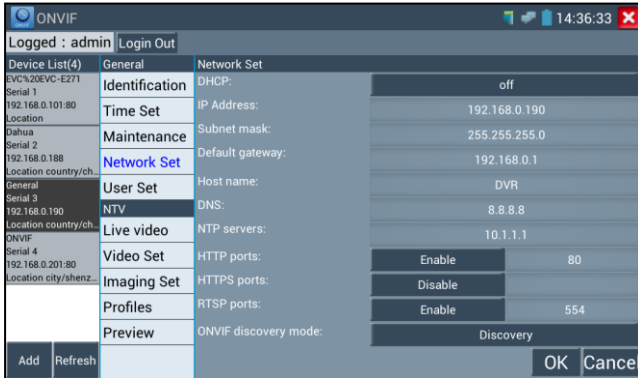 ONVIF
14:36:33
Logged : admin Login Out
Device List(4)
EVC%20EVC-E271
Serial 1
192.168.0.101:80
Location
Dahua
Serial 2
192.168.0.188
Location country/ch...
General
Serial 3
192.168.0.190
Location country/ch...
ONVIF
Serial 4
192.168.0.201:80
Location city/shenz...
Add Refresh
General
Identification
Time Set
Maintenance
Network Set
User Set
NTV
Live video
Video Set
Imaging Set
Profiles
Preview
Network Set
DHCP: off
IP Address: 192.168.0.190
Subnet mask: 255.255.255.0
Default gateway: 192.168.0.1
Host name: DVR
DNS: 8.8.8.8
NTP servers: 10.1.1.1
HTTP ports: Enable 80
HTTPS ports: Disable
RTSP ports: Enable 554
ONVIF discovery mode: Discovery
OK Cancel